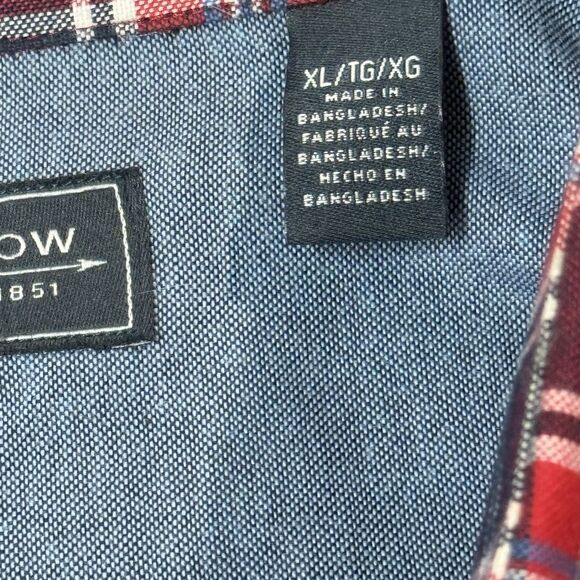 XL/TG/XG
MADE IN
BANGLADESH/
FABRIQUÉ AU
BANGLADESH/
HECHO EN
BANGLADESH
OW
1851